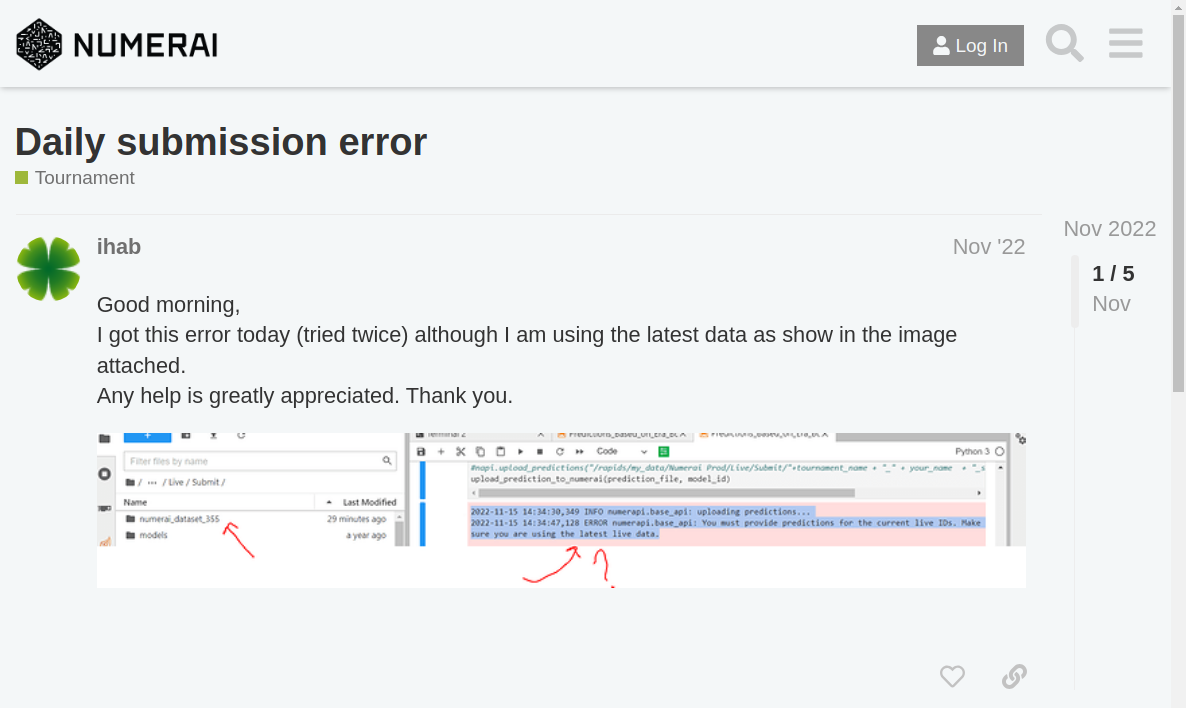 NUMERAI
Log In
Daily submission error
Tournament
Nov 2022
ihab
Nov '22
1 / 5
Nov
Good morning,
I got this error today (tried twice) although I am using the latest data as show in the image
attached.
Any help is greatly appreciated. Thank you.
Terminal 2
Predictions_Based_On_Era_BC
Predictions_Based_On_Era_BC
Code
Python 3
Filter files by name
/ ··· / Live / Submit /
Name
Last Modified
numerai_dataset_355
29 minutes ago
models
a year ago
#napi.upload_predictions("/rapids/my_data/Numerai Prod/Live/Submit/"+tournament_name + "_" + your_name + "_s
upload_prediction_to_numerai(prediction_file, model_id)
2022-11-15 14:34:30,349 INFO numerapi.base_api: uploading predictions...
2022-11-15 14:34:47,128 ERROR numerapi.base_api: You must provide predictions for the current live IDs. Make
sure you are using the latest live data.
?